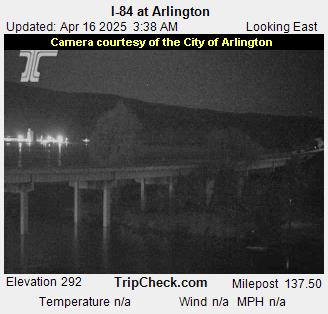 I-84 at Arlington
Updated: Apr 16 2025 3:38 AM Looking East
Camera courtesy of the City of Arlington
Elevation 292 TripCheck.com Milepost 137.50
Temperature n/a Wind n/a MPH n/a